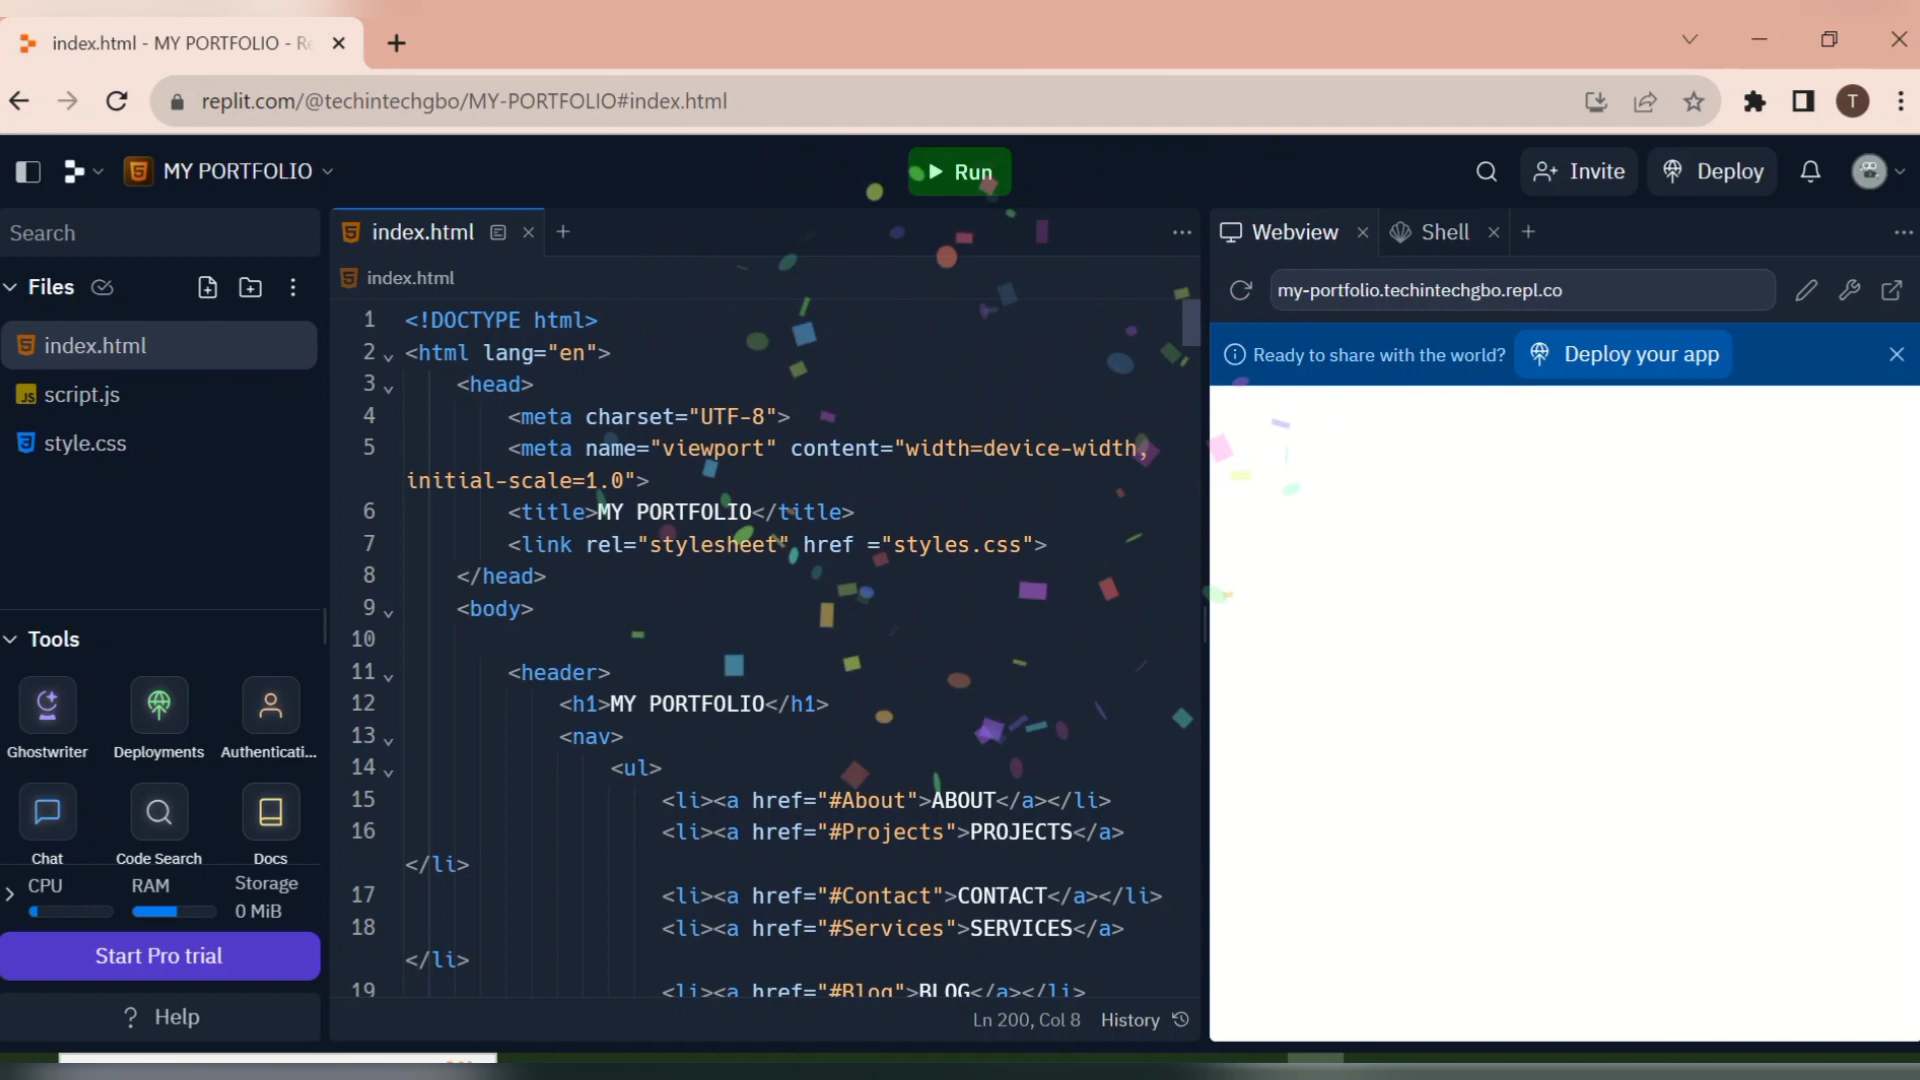 index.html - MY PORTFOLIO - Re
replit.com/@techintechgbo/MY-PORTFOLIO#index.html
T
MY PORTFOLIO
Run
Invite
Deploy
Search
index.html
Webview
Shell
Files
index.html
my-portfolio.techintechgbo.repl.co
index.html
script.js
style.css
Ready to share with the world?
Deploy your app
1 <!DOCTYPE html>
2 <html lang="en">
3 <head>
4 <meta charset="UTF-8">
5 <meta name="viewport" content="width=device-width,
initial-scale=1.0">
6 <title>MY PORTFOLIO</title>
7 <link rel="stylesheet" href ="styles.css">
8 </head>
9 <body>
10
11 <header>
12 <h1>MY PORTFOLIO</h1>
13 <nav>
14 <ul>
15 <li><a href="#About">ABOUT</a></li>
16 <li><a href="#Projects">PROJECTS</a>
</li>
17 <li><a href="#Contact">CONTACT</a></li>
18 <li><a href="#Services">SERVICES</a>
</li>
19 <li><a href="#Blog">BLOG</a></li>
Tools
Ghostwriter
Deployments
Authenticati...
Chat
Code Search
Docs
CPU
RAM
Storage
0 MiB
Start Pro trial
? Help
Ln 200, Col 8
History